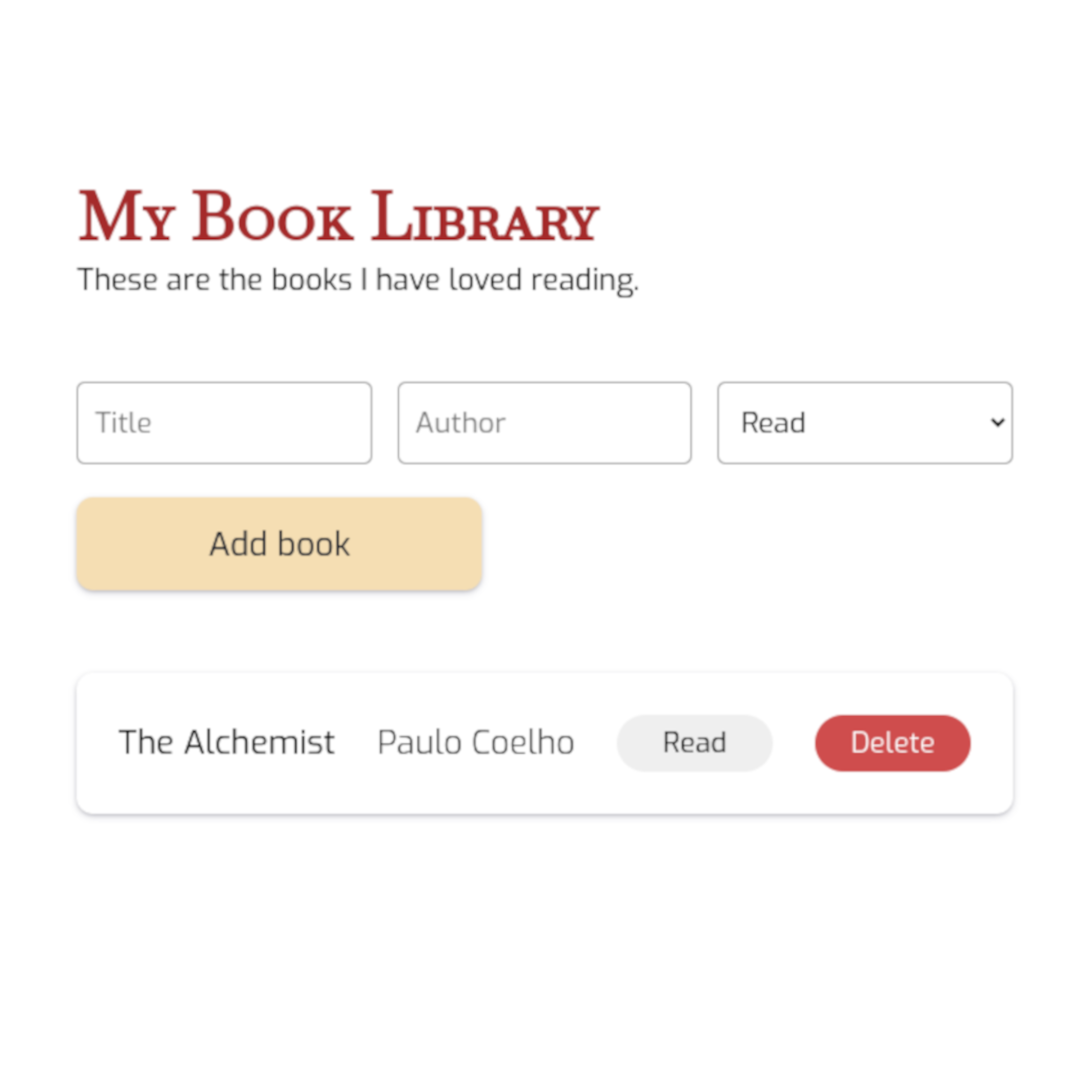 My Book Library
These are the books I have loved reading.
Title Author Read
Add book
The Alchemist Paulo Coelho Read Delete